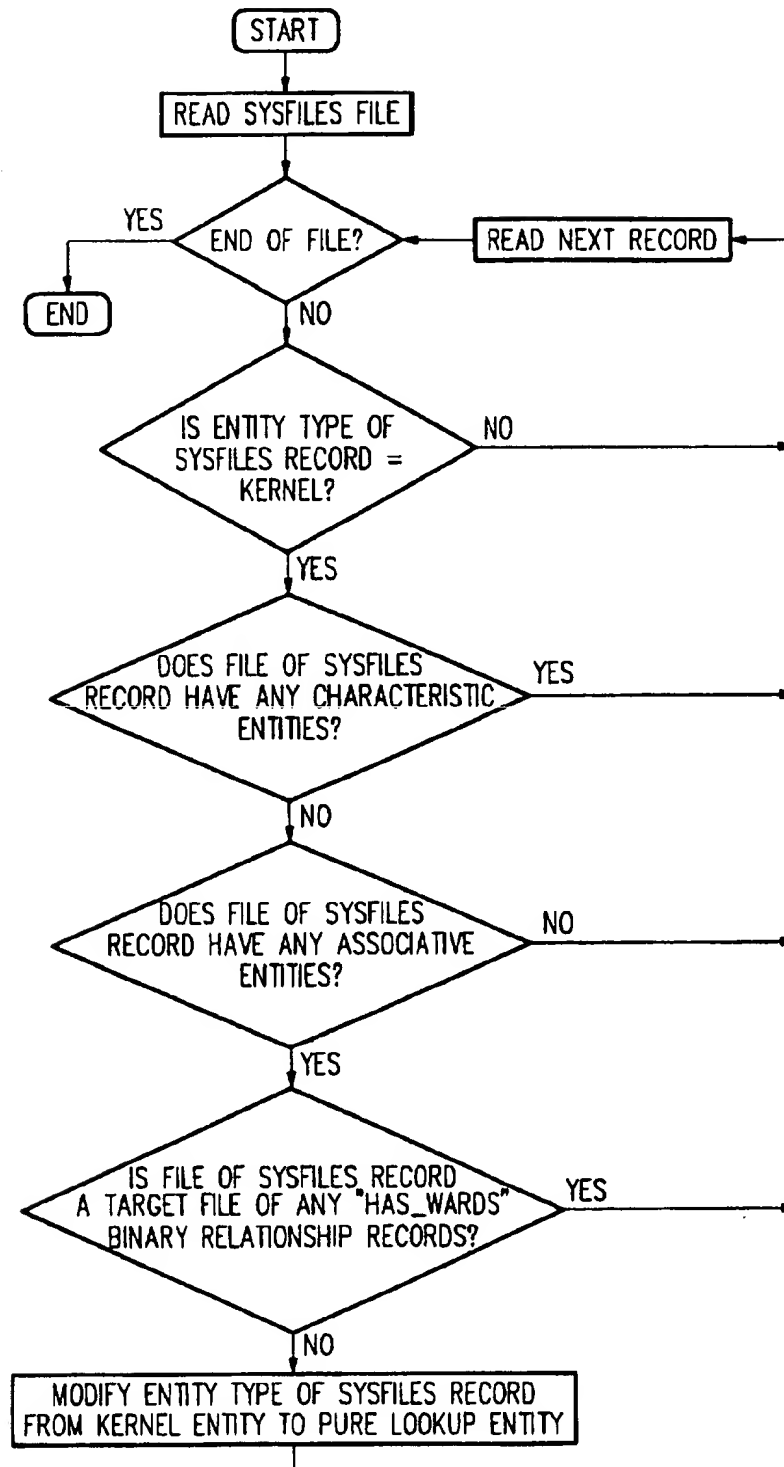 START
READ SYSFILES FILE
YES
END OF FILE?
READ NEXT RECORD
END
NO
IS ENTITY TYPE OF
SYSFILES RECORD =
KERNEL?
NO
YES
DOES FILE OF SYSFILES
RECORD HAVE ANY CHARACTERISTIC
ENTITIES?
YES
NO
DOES FILE OF SYSFILES
RECORD HAVE ANY ASSOCIATIVE
ENTITIES?
NO
YES
IS FILE OF SYSFILES RECORD
A TARGET FILE OF ANY "HAS_WARDS"
BINARY RELATIONSHIP RECORDS?
YES
NO
MODIFY ENTITY TYPE OF SYSFILES RECORD
FROM KERNEL ENTITY TO PURE LOOKUP ENTITY